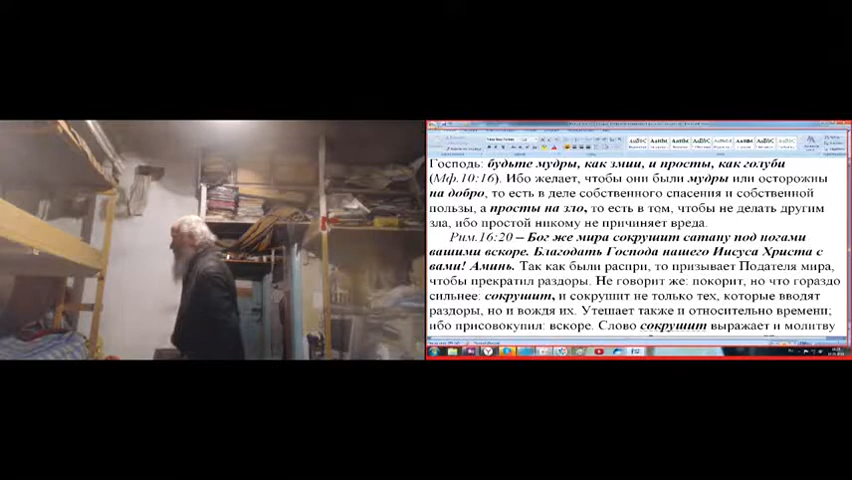 Господь: будьте мудры, как змии, и просты, как голуби
(Мф.10:16). Ибо желает, чтобы они были мудры или осторожны
на добро, то есть в деле собственного спасения и собственной
пользы, а просты на зло, то есть в том, чтобы не делать другим
зла, ибо простой никому не причиняет вреда.
Рим.16:20 – Бог же мира сокрушит сатану под ногами
вашими вскоре. Благодать Господа нашего Иисуса Христа с
вами! Аминь. Так как были распри, то призывает Подателя мира,
чтобы прекратил раздоры. Не говорит же: покорит, но что гораздо
сильнее: сокрушит, и сокрушит не только тех, которые вводят
раздоры, но и вождя их. Утешает также и относительно времени;
ибо присовокупил: вскоре. Слово сокрушит выражает и молитву